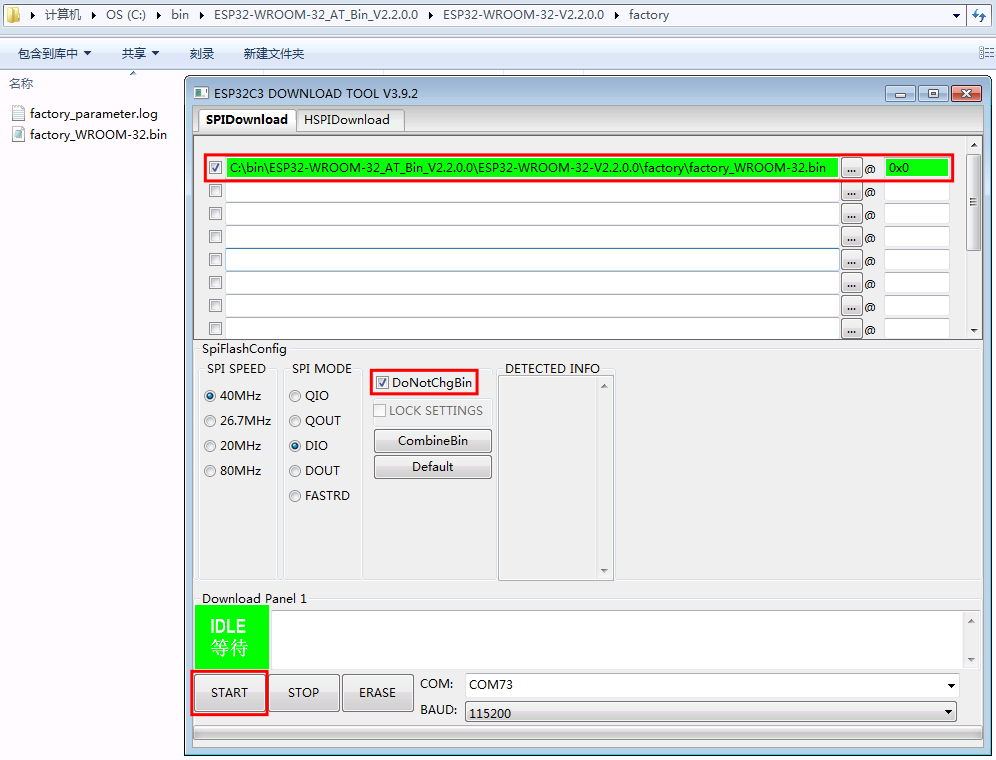 计算机 OS (C:) bin ESP32-WROOM-32_AT_Bin_V2.2.0.0 ESP32-WROOM-32-V2.2.0.0 factory
包含到库中 共享 刻录 新建文件夹
名称
factory_parameter.log
factory_WROOM-32.bin
ESP32C3 DOWNLOAD TOOL V3.9.2
SPIDownload HSPIDownload
C:\bin\ESP32-WROOM-32_AT_Bin_V2.2.0.0\ESP32-WROOM-32-V2.2.0.0\factory\factory_WROOM-32.bin ... @ 0x0
... @
... @
... @
... @
... @
... @
... @
SpiFlashConfig
SPI SPEED
40MHz
26.7MHz
20MHz
80MHz
SPI MODE
QIO
QOUT
DIO
DOUT
FASTRD
DoNotChgBin
LOCK SETTINGS
CombineBin
Default
DETECTED INFO
Download Panel 1
IDLE
等待
START STOP ERASE
COM: COM73
BAUD: 115200